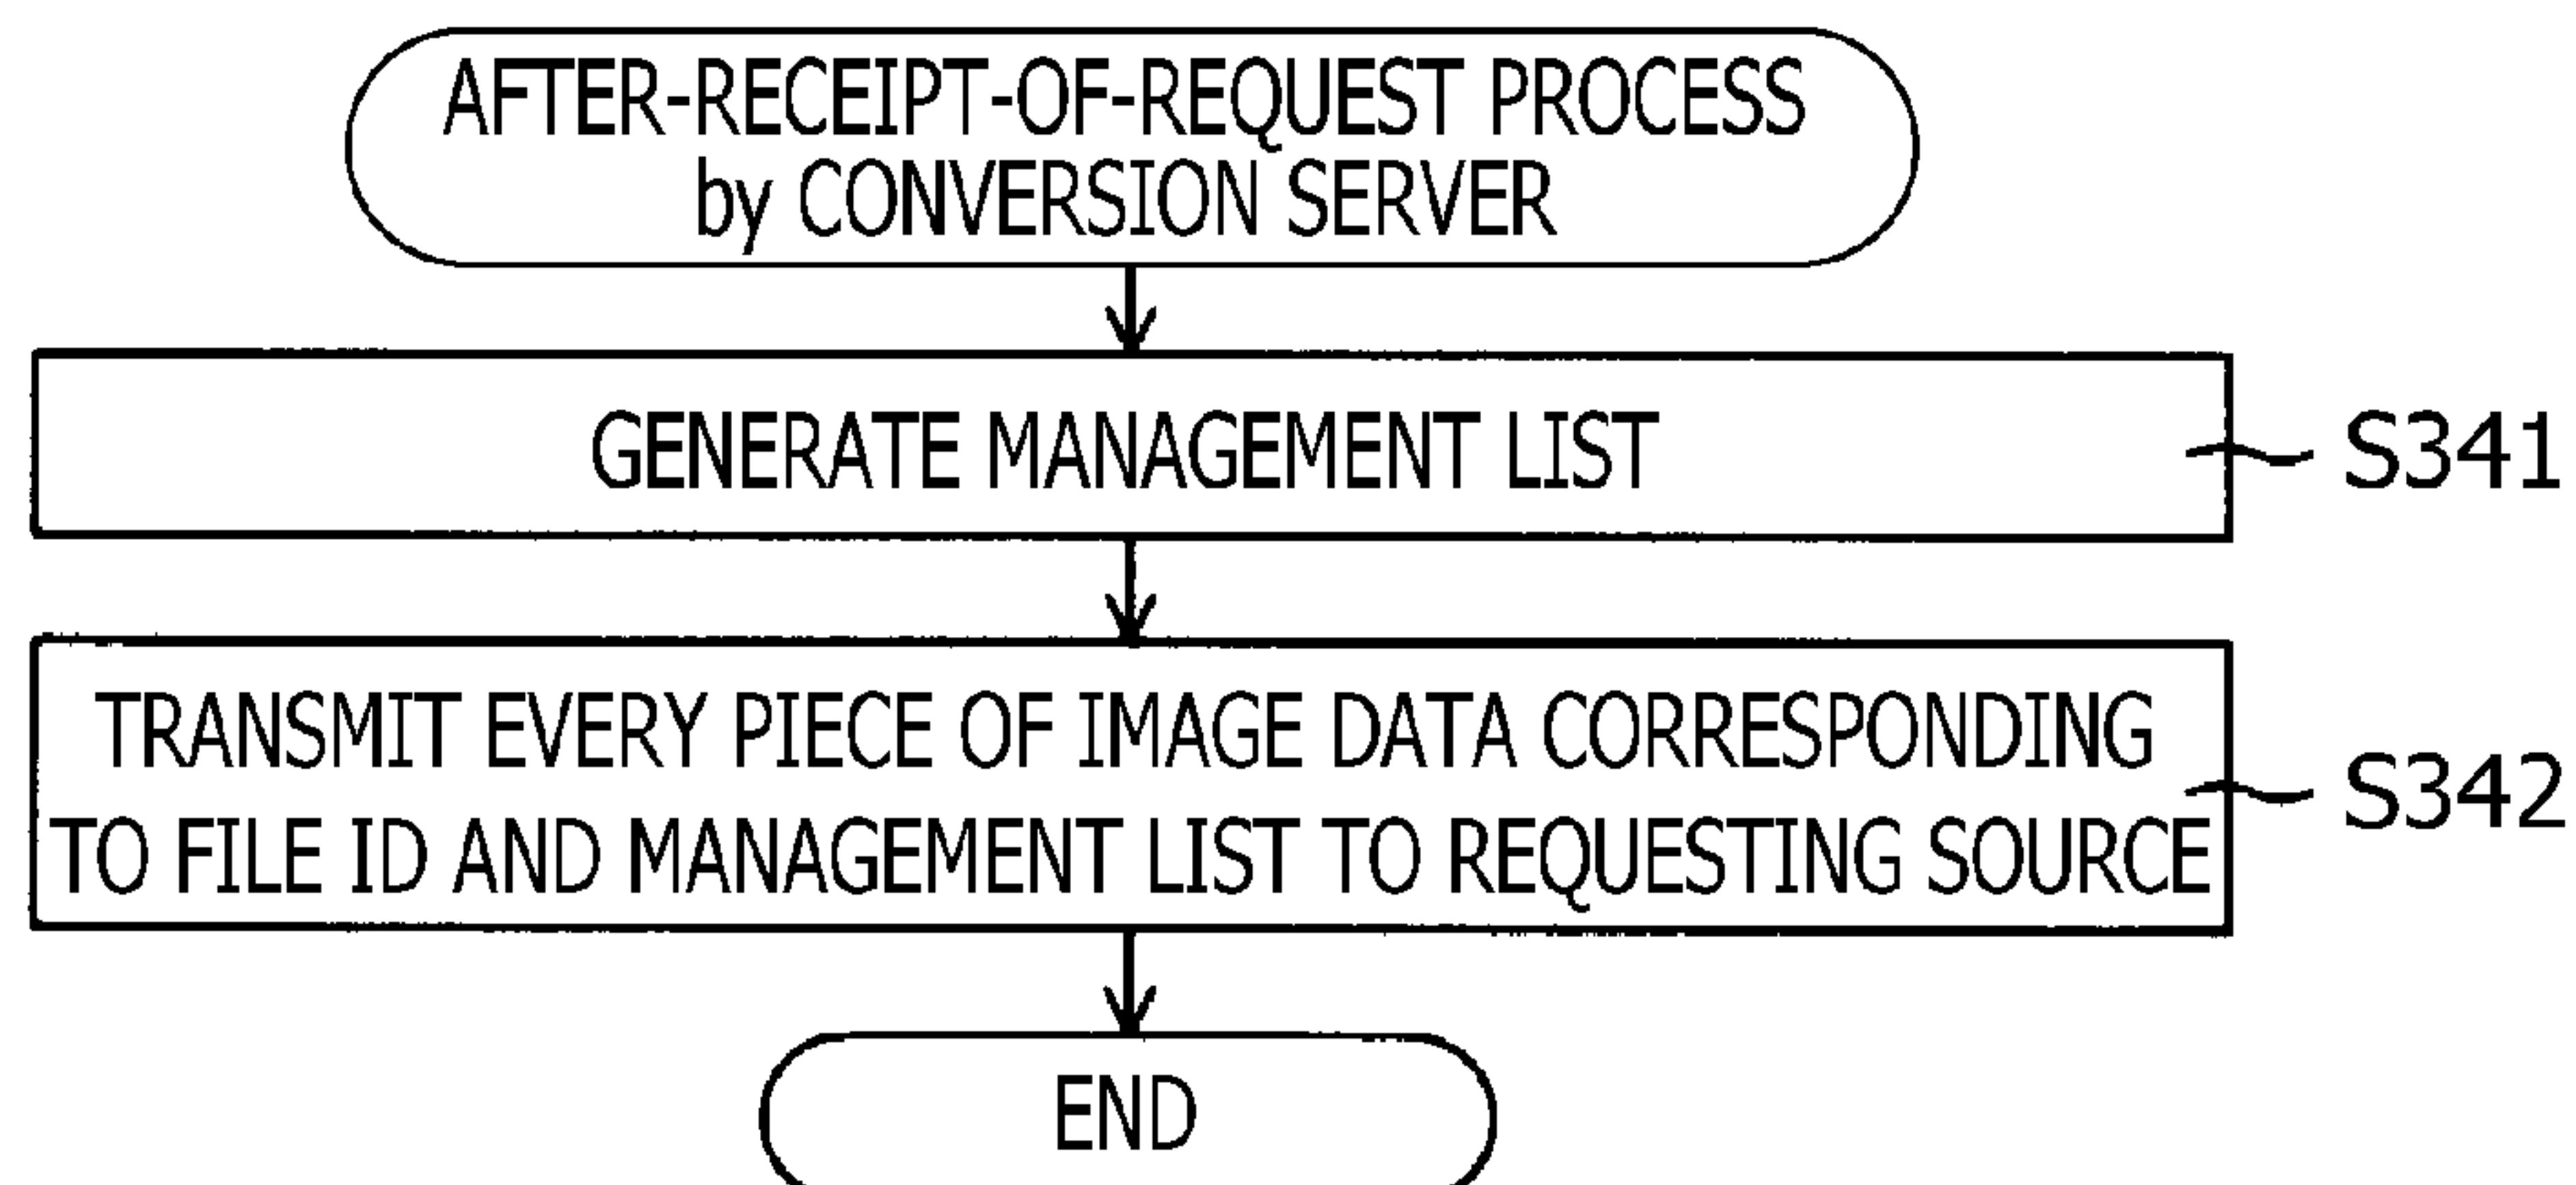 AFTER-RECEIPT-OF-REQUEST PROCESS
by CONVERSION SERVER
GENERATE MANAGEMENT LIST
S341
TRANSMIT EVERY PIECE OF IMAGE DATA CORRESPONDING
TO FILE ID AND MANAGEMENT LIST TO REQUESTING SOURCE
S342
END